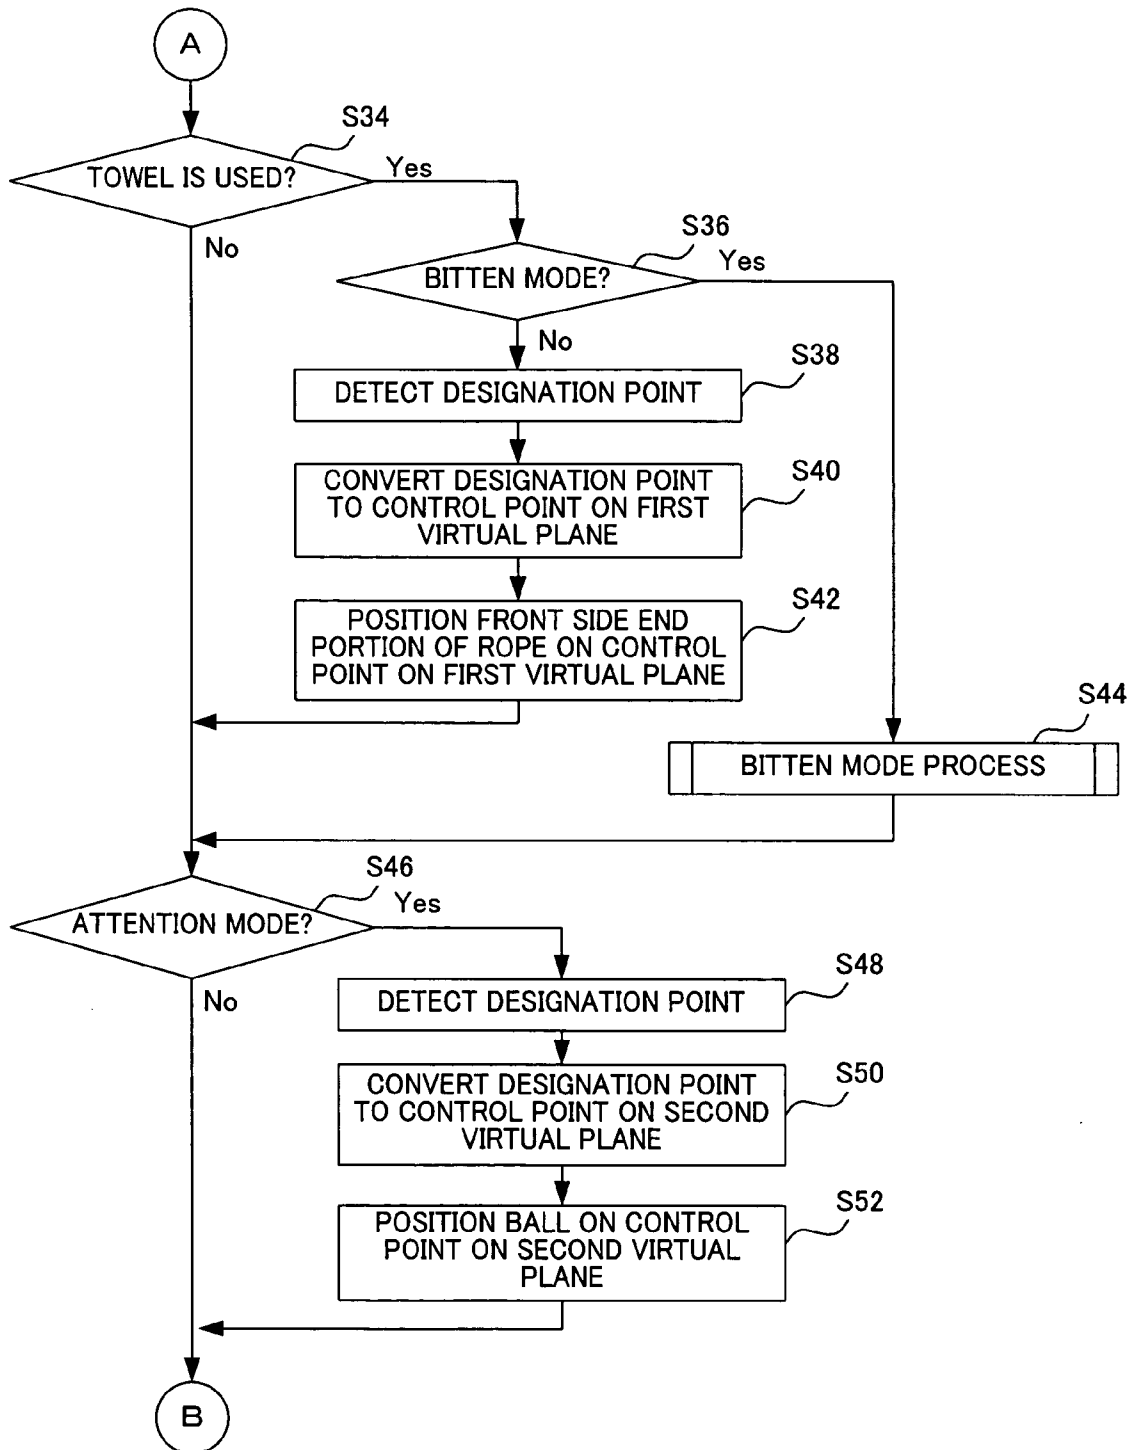 A
S34
TOWEL IS USED?
Yes
No
S36
BITTEN MODE?
Yes
No
S38
DETECT DESIGNATION POINT
S40
CONVERT DESIGNATION POINT
TO CONTROL POINT ON FIRST
VIRTUAL PLANE
S42
POSITION FRONT SIDE END
PORTION OF ROPE ON CONTROL
POINT ON FIRST VIRTUAL PLANE
S44
BITTEN MODE PROCESS
S46
ATTENTION MODE?
Yes
No
S48
DETECT DESIGNATION POINT
S50
CONVERT DESIGNATION POINT
TO CONTROL POINT ON SECOND
VIRTUAL PLANE
S52
POSITION BALL ON CONTROL
POINT ON SECOND VIRTUAL
PLANE
B